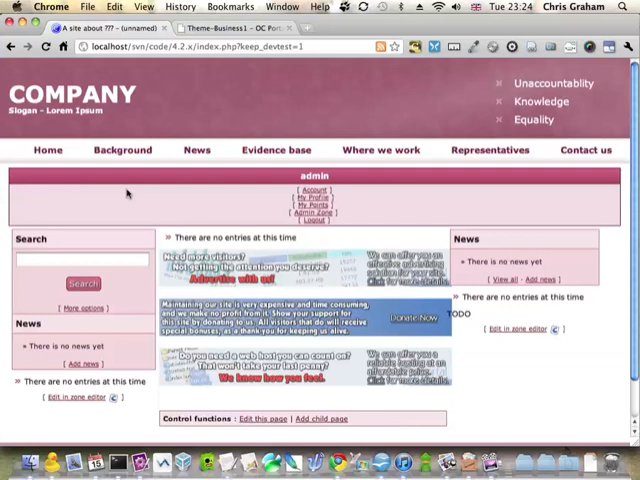 Chrome File Edit View History Bookmarks Window Help Tue 23:24 Chris Graham
A site about ??? - (unnamed) Theme-Business1 - OC Port
localhost/svn/code/4.2.x/index.php?keep_devtest=1
COMPANY
Slogan - Lorem Ipsum
Unaccountablity
Knowledge
Equality
Home Background News Evidence base Where we work Representatives Contact us
admin
[ Account ]
[ My Profile ]
[ My Points ]
[ Admin Zone ]
[ Logout ]
Search
Search
[ More options ]
News
» There is no news yet
[ Add news ]
» There are no entries at this time
[ Edit in zone editor ]
» There are no entries at this time
Need more visitors?
Not getting the attention you deserve?
Advertise with us!
We can offer you an
effective advertising
solution for your site.
Click for more details.
Maintaining our site is very expensive and time consuming,
and we make no profit from it. Show your support for
this site by donating to us. All visitors that do will receive
special bonuses, as a thank you for keeping us alive.
Donate Now
Do you need a web host you can count on?
That won't take your last penny?
We know how you feel.
We can offer you a
reliable hosting at an
affordable price.
Click for more details.
Control functions : Edit this page | Add child page
News
» There is no news yet
[ View all - Add news ]
» There are no entries at this time
TODO
[ Edit in zone editor ]